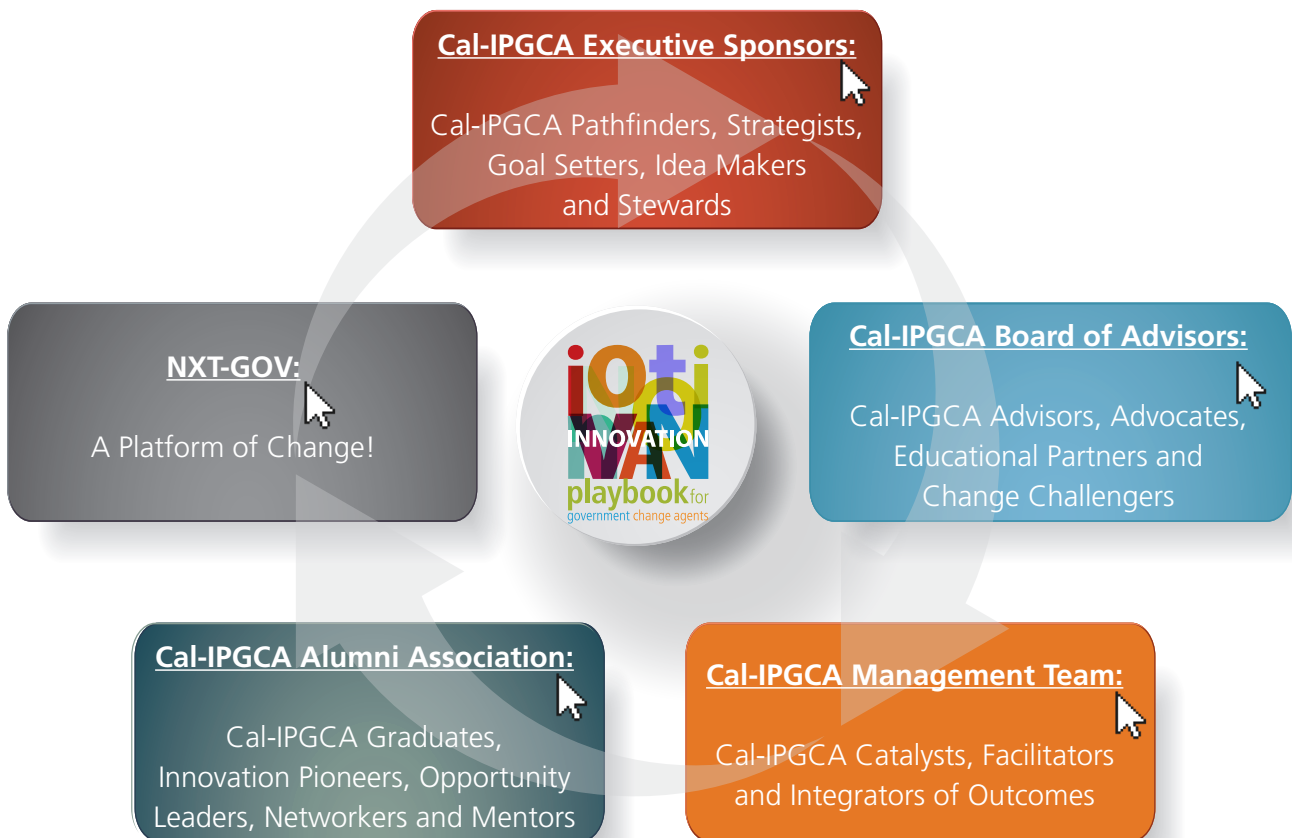 Cal-IPGCA Executive Sponsors:
Cal-IPGCA Pathfinders, Strategists,
Goal Setters, Idea Makers
and Stewards
NXT-GOV:
A Platform of Change!
INNOVATION
playbook for
government change agents
Cal-IPGCA Board of Advisors:
Cal-IPGCA Advisors, Advocates,
Educational Partners and
Change Challengers
Cal-IPGCA Alumni Association:
Cal-IPGCA Graduates,
Innovation Pioneers, Opportunity
Leaders, Networkers and Mentors
Cal-IPGCA Management Team:
Cal-IPGCA Catalysts, Facilitators
and Integrators of Outcomes